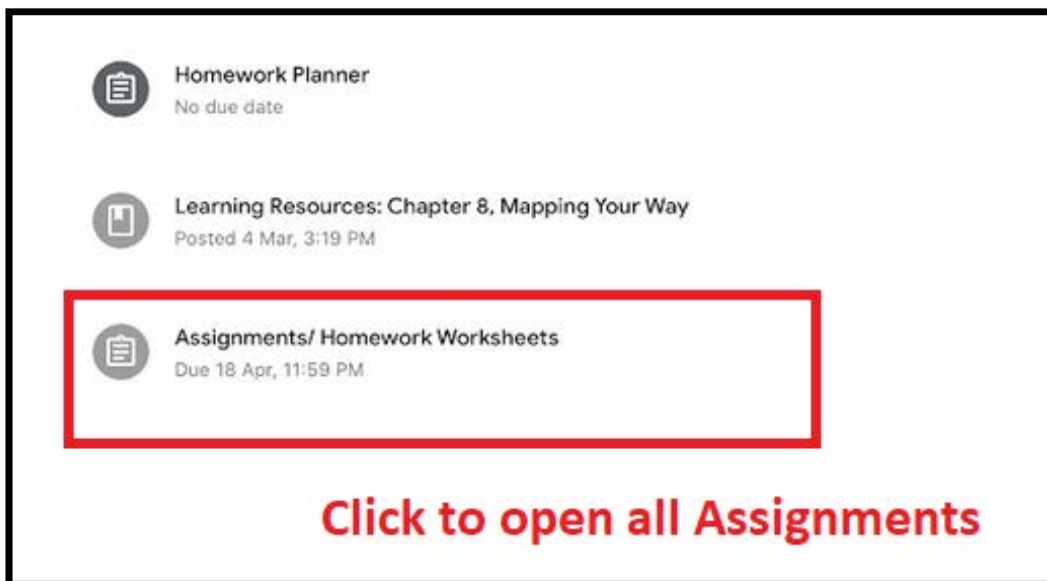 Homework Planner
No due date
Learning Resources: Chapter 8, Mapping Your Way
Posted 4 Mar, 3:19 PM
Assignments/ Homework Worksheets
Due 18 Apr, 11:59 PM
Click to open all Assignments